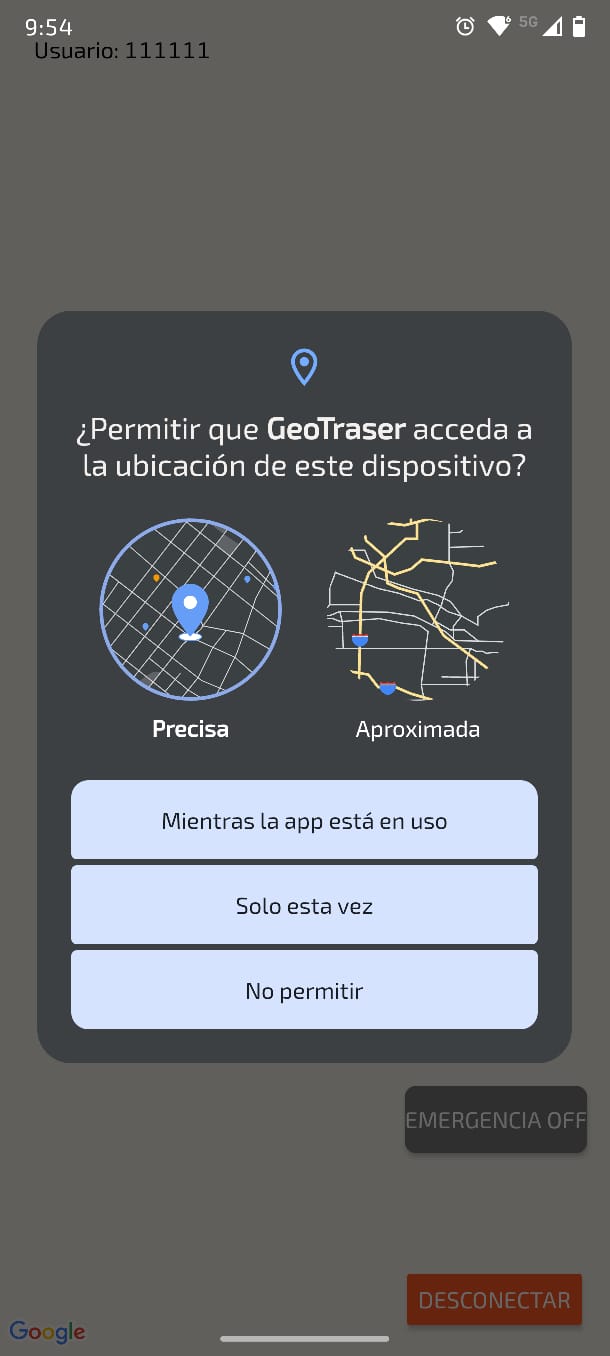 9:54
5G
Usuario: 111111
¿Permitir que GeoTraser acceda a
la ubicación de este dispositivo?
Precisa
Aproximada
Mientras la app está en uso
Solo esta vez
No permitir
EMERGENCIA OFF
DESCONECTAR
Google